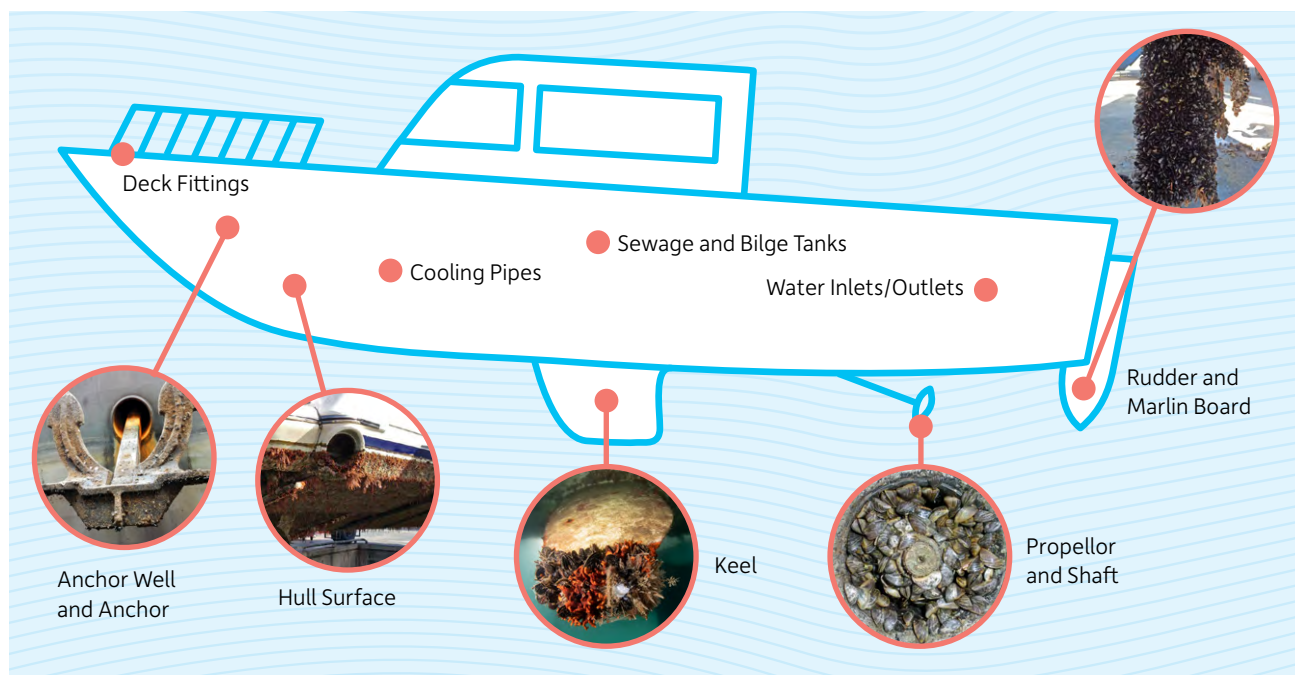 Deck Fittings
Sewage and Bilge Tanks
Cooling Pipes
Water Inlets/Outlets
Rudder and
Marlin Board
Anchor Well
and Anchor
Hull Surface
Keel
Propellor
and Shaft